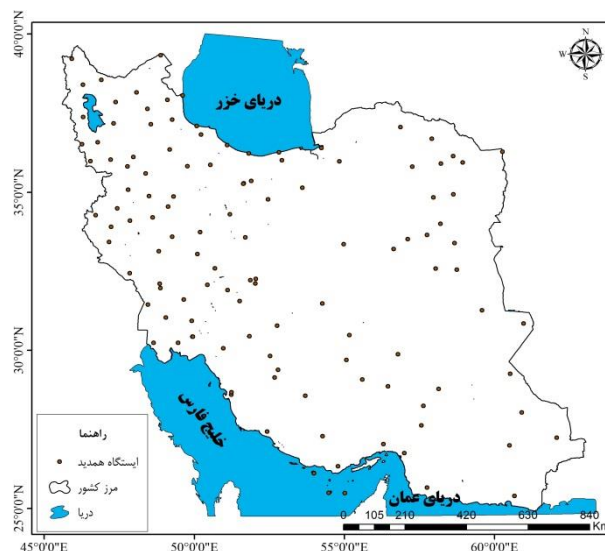 N
W
E
S
40°0'0"N
35°0'0"N
30°0'0"N
25°0'0"N
دریای خزر
خلیج فارس
دریای عمان
راهنما
ایستگاه همدید
مرز کشور
دریا
0 105 210 420 630 840
Km
45°0'0"E
50°0'0"E
55°0'0"E
60°0'0"E